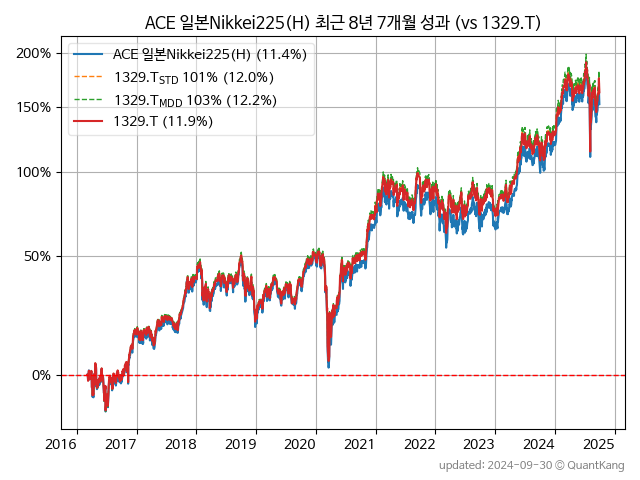 ACE 일본Nikkei225(H) 최근 8년 7개월 성과 (vs 1329.T)
200%
150%
100%
50%
0%
ACE 일본Nikkei225(H) (11.4%)
1329.TSTD 101% (12.0%)
1329.TMDD 103% (12.2%)
1329.T (11.9%)
2016 2017 2018 2019 2020 2021 2022 2023 2024 2025
updated: 2024-09-30 © QuantKang